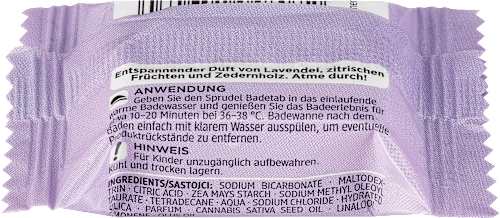 Entspannender Duft von Lavendel, zitrischen
Früchten und Zedernholz. Atme durch!
ANWENDUNG
Geben Sie den Sprudel Badetab in das einlaufende
warme Badewasser und genießen Sie das Badeerlebnis für
10–20 Minuten bei 36–38 °C. Badewanne nach dem
Baden einfach mit klarem Wasser ausspülen, um eventuelle
Produktrückstände zu entfernen.
HINWEIS
Für Kinder unzugänglich aufbewahren.
Kühl und trocken lagern.
INGREDIENTS/SASTOJCI: SODIUM BICARBONATE · MALTODEX-
TRIN · CITRIC ACID · ZEA MAYS STARCH · SODIUM METHYL OLEOYL
TAURATE · TETRADECANE · AQUA · SODIUM CHLORIDE · HYDRATED
SILICA · PARFUM · CANNABIS SATIVA SEED OIL · LINALOOL